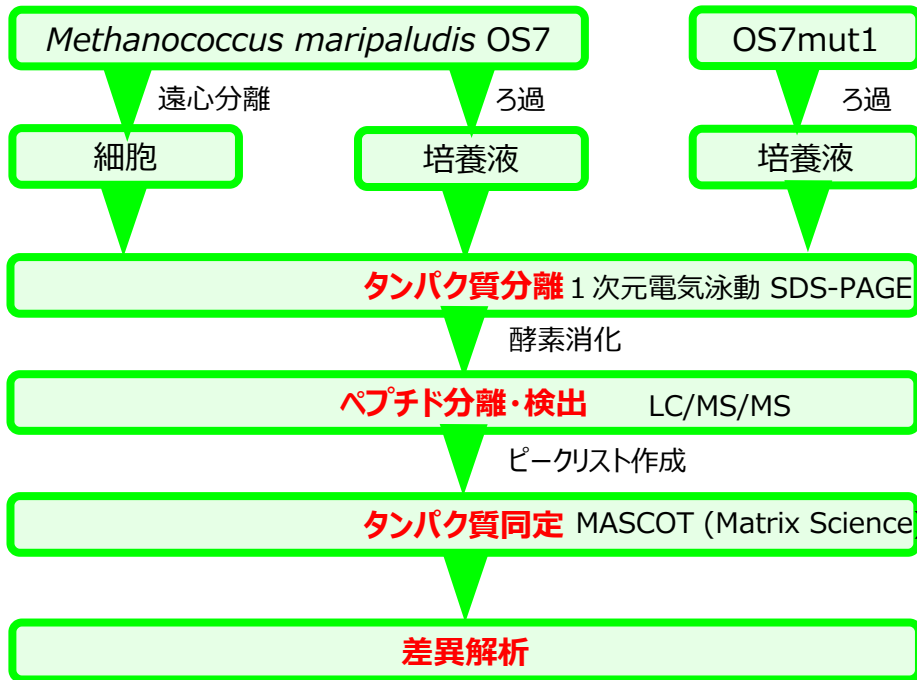 Methanococcus maripaludis OS7
OS7mut1
遠心分離
ろ過
ろ過
細胞
培養液
培養液
タンパク質分離 1次元電気泳動 SDS-PAGE
酵素消化
ペプチド分離・検出 LC/MS/MS
ピークリスト作成
タンパク質同定 MASCOT (Matrix Science)
差異解析